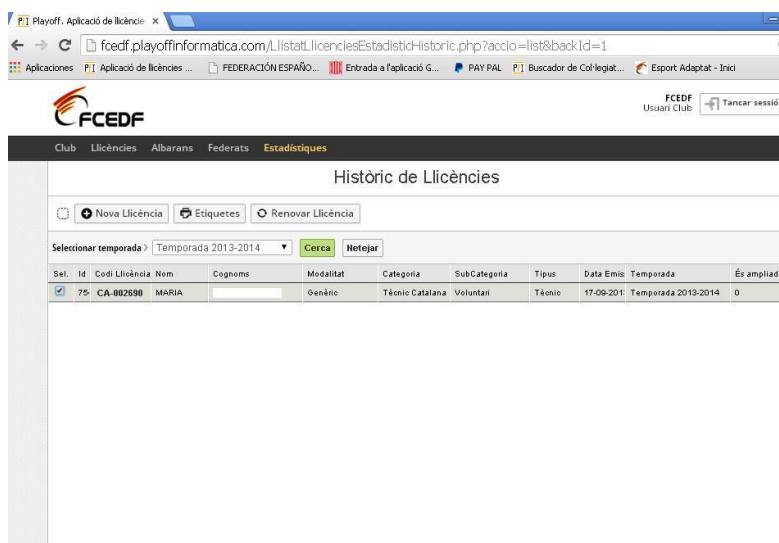 Playoff. Aplicació de llicències ×
fcedf.playoffinformatica.com/LlistatLlicenciesEstadisticHistoric.php?accio=list&backId=1
Aplicaciones Aplicació de llicències ... FEDERACIÓN ESPAÑO... Entrada a l'aplicació G... PAY PAL Buscador de Col·legiat... Esport Adaptat - Inici
FCEDF
FCEDF
Usuari Club
Tancar sessió
Club Llicències Albarans Federats Estadístiques
Històric de Llicències
Nova Llicència Etiquetes Renovar Llicència
Seleccionar temporada > Temporada 2013-2014 Cerca Netejar
Sel. Id Codi Llicència Nom Cognoms Modalitat Categoria SubCategoria Tipus Data Emis Temporada És ampliad
75 CA-002690 MARIA Genèric Tècnic Catalana Voluntari Tècnic 17-09-201 Temporada 2013-2014 0